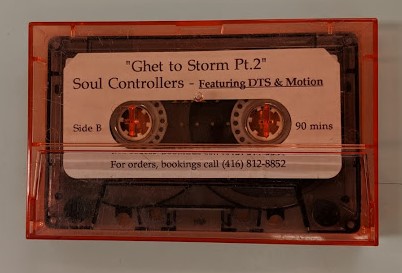 "Ghet to Storm Pt.2"
Soul Controllers - Featuring DTS & Motion
Side B
90 mins
For orders, bookings call (416) 812-8852